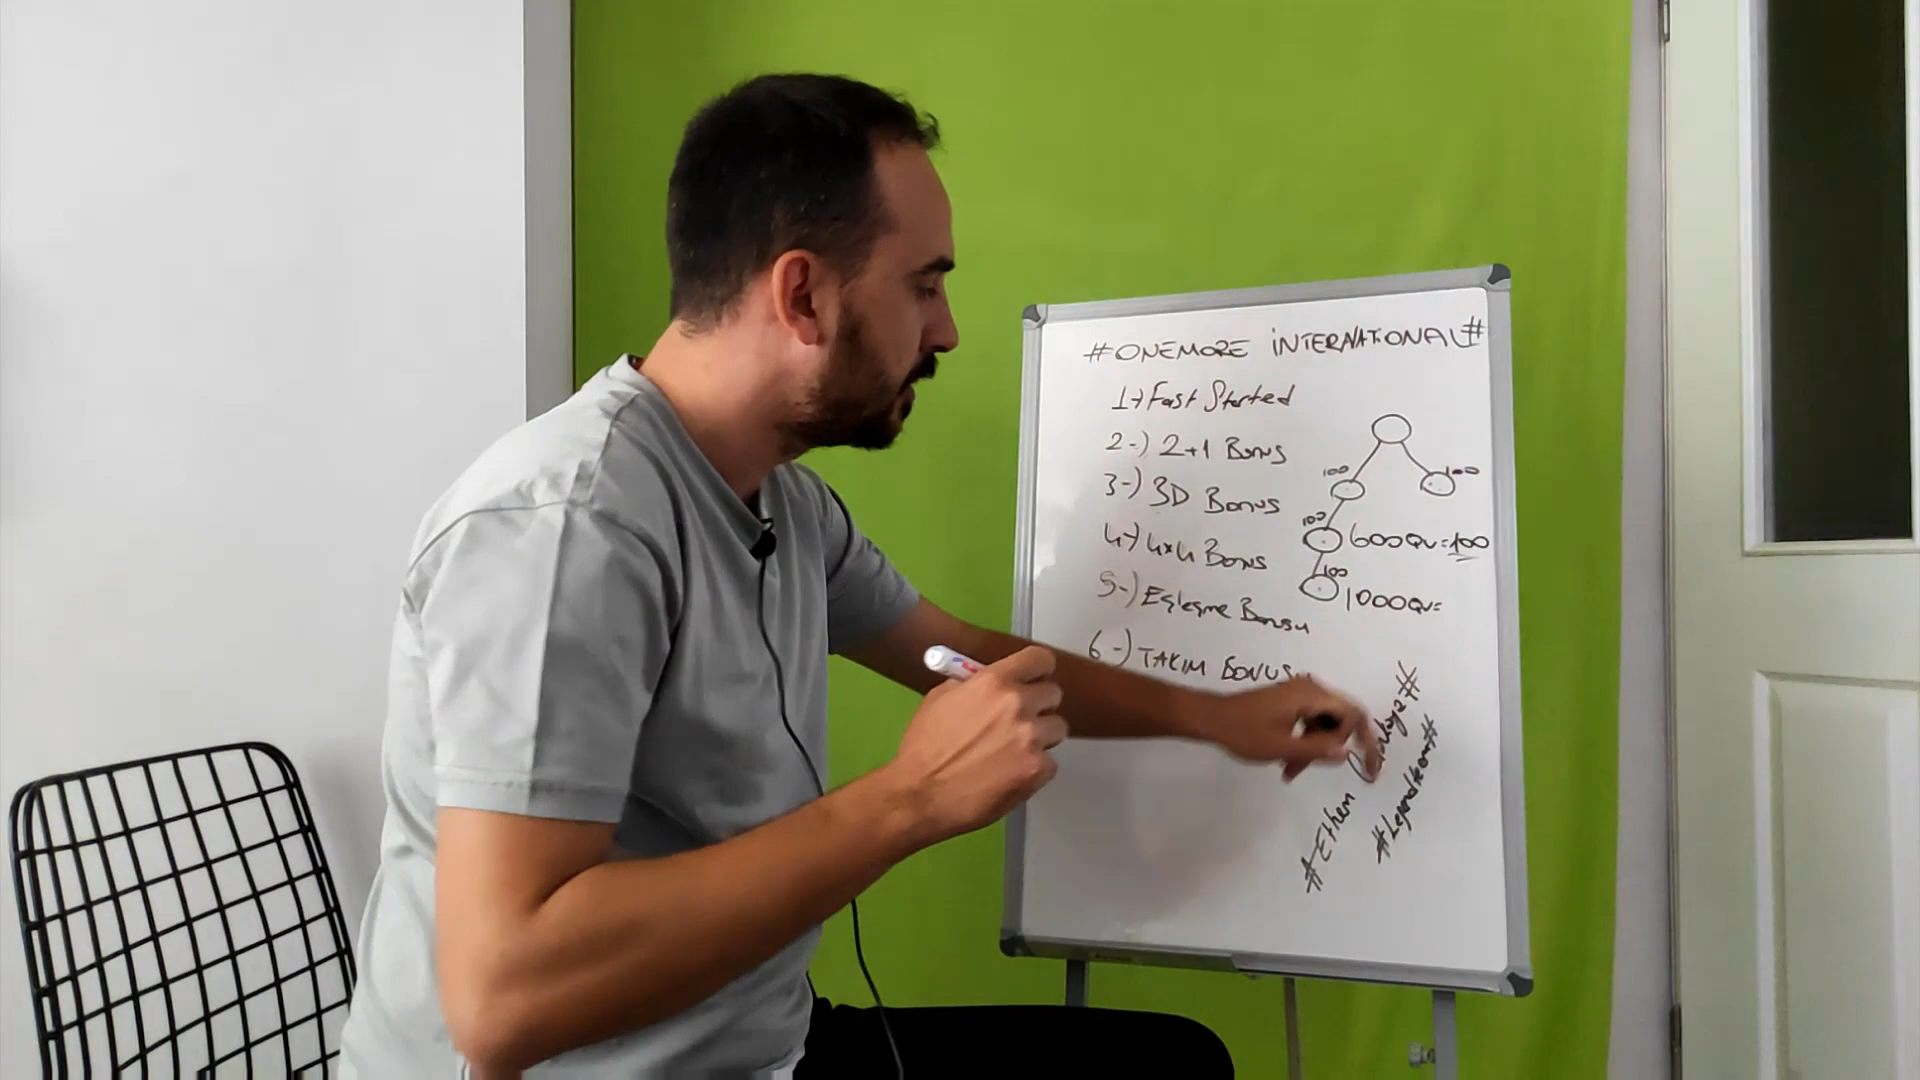 #ONEMORE İNTERNATIONAL#
1-) Fast Started
2-) 2+1 Bonus
3-) 3D Bonus
4-) 4x4 Bonus
5-) Eşleşme Bonusu
6-) TAKIM BONUSU
100
100
100
600QV=100
100
1000QV=
#Ethem
#Legendteam#